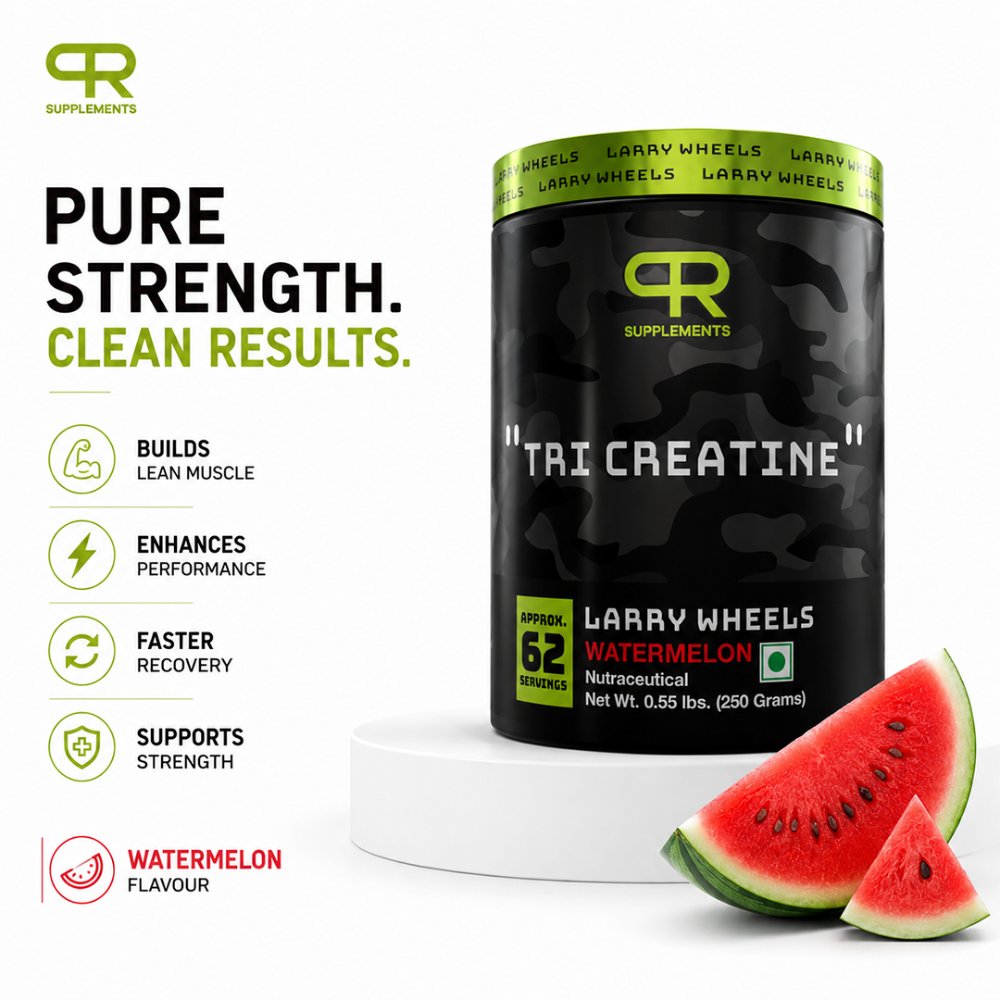 PR
SUPPLEMENTS
PURE
STRENGTH.
CLEAN RESULTS.
BUILDS
LEAN MUSCLE
ENHANCES
PERFORMANCE
FASTER
RECOVERY
SUPPORTS
STRENGTH
WATERMELON
FLAVOUR
LARRY WHEELS LARRY WHEELS LARRY WHEELS
LARRY WHEELS LARRY WHEELS
PR
SUPPLEMENTS
"TRI CREATINE"
APPROX.
62
SERVINGS
LARRY WHEELS
WATERMELON
Nutraceutical
Net Wt. 0.55 lbs. (250 Grams)